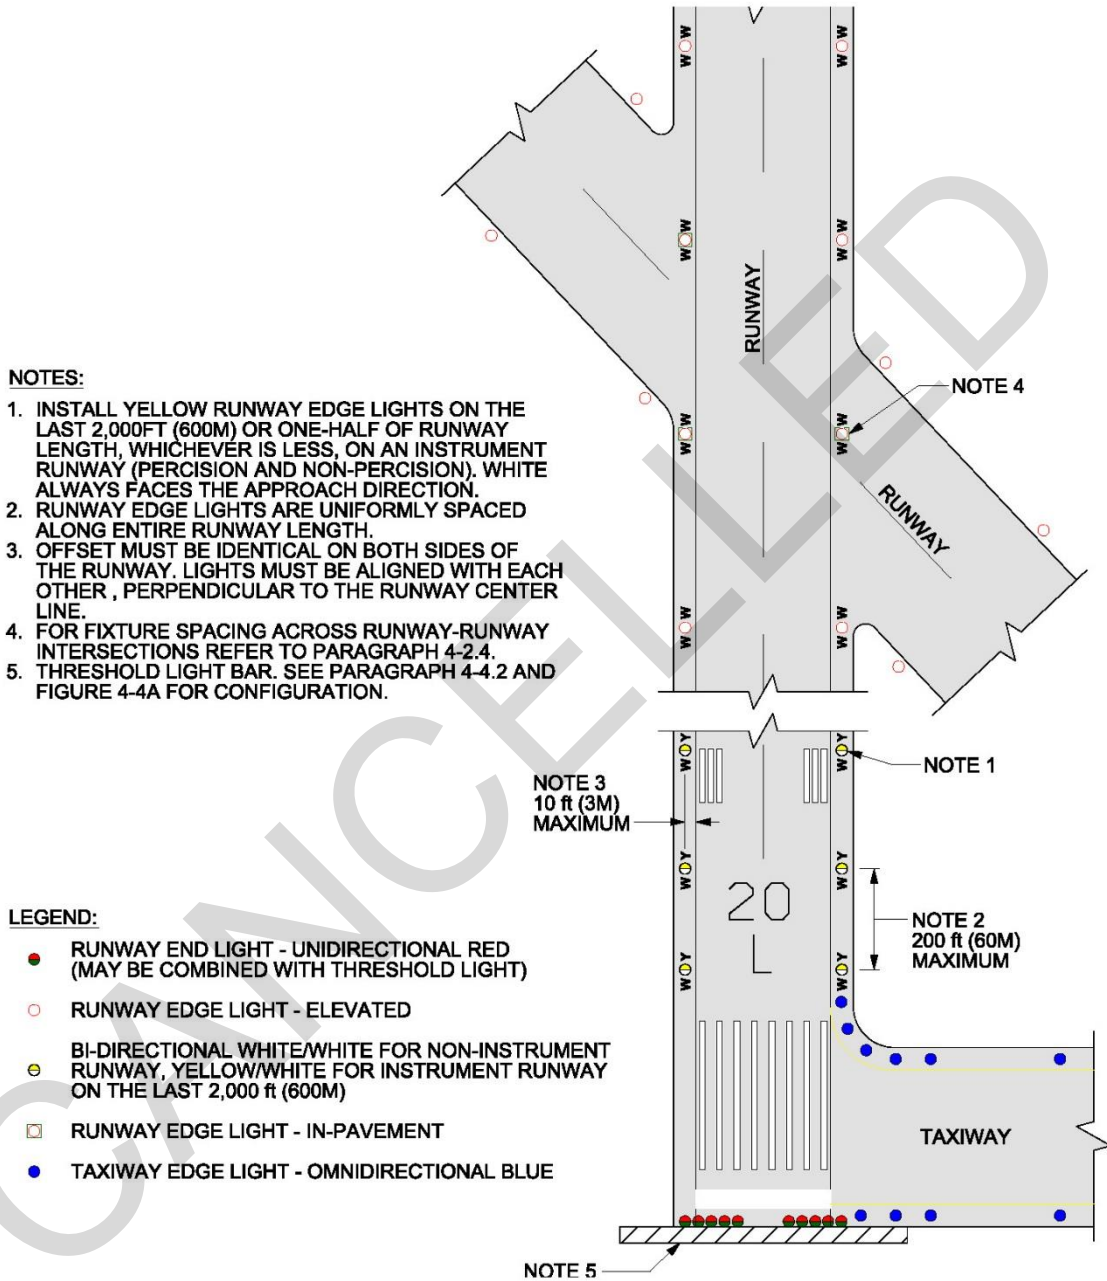 NOTES:
1. INSTALL YELLOW RUNWAY EDGE LIGHTS ON THE
LAST 2,000FT (600M) OR ONE-HALF OF RUNWAY
LENGTH, WHICHEVER IS LESS, ON AN INSTRUMENT
RUNWAY (PERCISION AND NON-PERCISION). WHITE
ALWAYS FACES THE APPROACH DIRECTION.
2. RUNWAY EDGE LIGHTS ARE UNIFORMLY SPACED
ALONG ENTIRE RUNWAY LENGTH.
3. OFFSET MUST BE IDENTICAL ON BOTH SIDES OF
THE RUNWAY. LIGHTS MUST BE ALIGNED WITH EACH
OTHER , PERPENDICULAR TO THE RUNWAY CENTER
LINE.
4. FOR FIXTURE SPACING ACROSS RUNWAY-RUNWAY
INTERSECTIONS REFER TO PARAGRAPH 4-2.4.
5. THRESHOLD LIGHT BAR. SEE PARAGRAPH 4-4.2 AND
FIGURE 4-4A FOR CONFIGURATION.
LEGEND:
RUNWAY END LIGHT - UNIDIRECTIONAL RED
(MAY BE COMBINED WITH THRESHOLD LIGHT)
RUNWAY EDGE LIGHT - ELEVATED
BI-DIRECTIONAL WHITE/WHITE FOR NON-INSTRUMENT
RUNWAY, YELLOW/WHITE FOR INSTRUMENT RUNWAY
ON THE LAST 2,000 ft (600M)
RUNWAY EDGE LIGHT - IN-PAVEMENT
TAXIWAY EDGE LIGHT - OMNIDIRECTIONAL BLUE
W W
W W
W W
W W
RUNWAY
W W
W W
NOTE 4
RUNWAY
W W
W W
W Y
W Y
NOTE 1
NOTE 3
10 ft (3M)
MAXIMUM
W Y
W Y
20
L
NOTE 2
200 ft (60M)
MAXIMUM
W Y
W Y
TAXIWAY
NOTE 5
CANCELLED